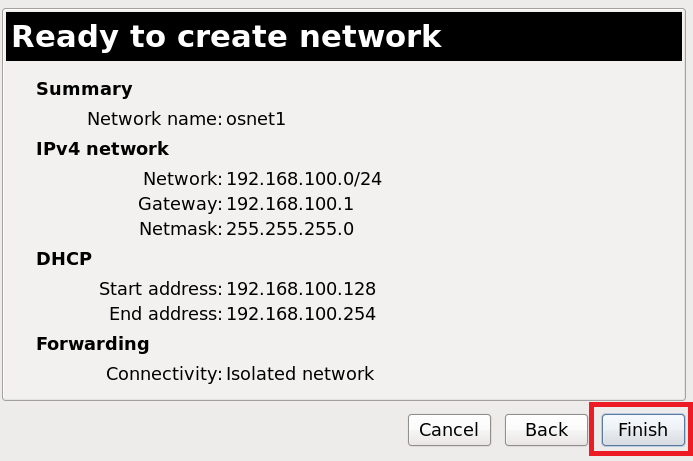 Ready to create network
Summary
Network name: osnet1
IPv4 network
Network: 192.168.100.0/24
Gateway: 192.168.100.1
Netmask: 255.255.255.0
DHCP
Start address: 192.168.100.128
End address: 192.168.100.254
Forwarding
Connectivity: Isolated network
Cancel Back Finish